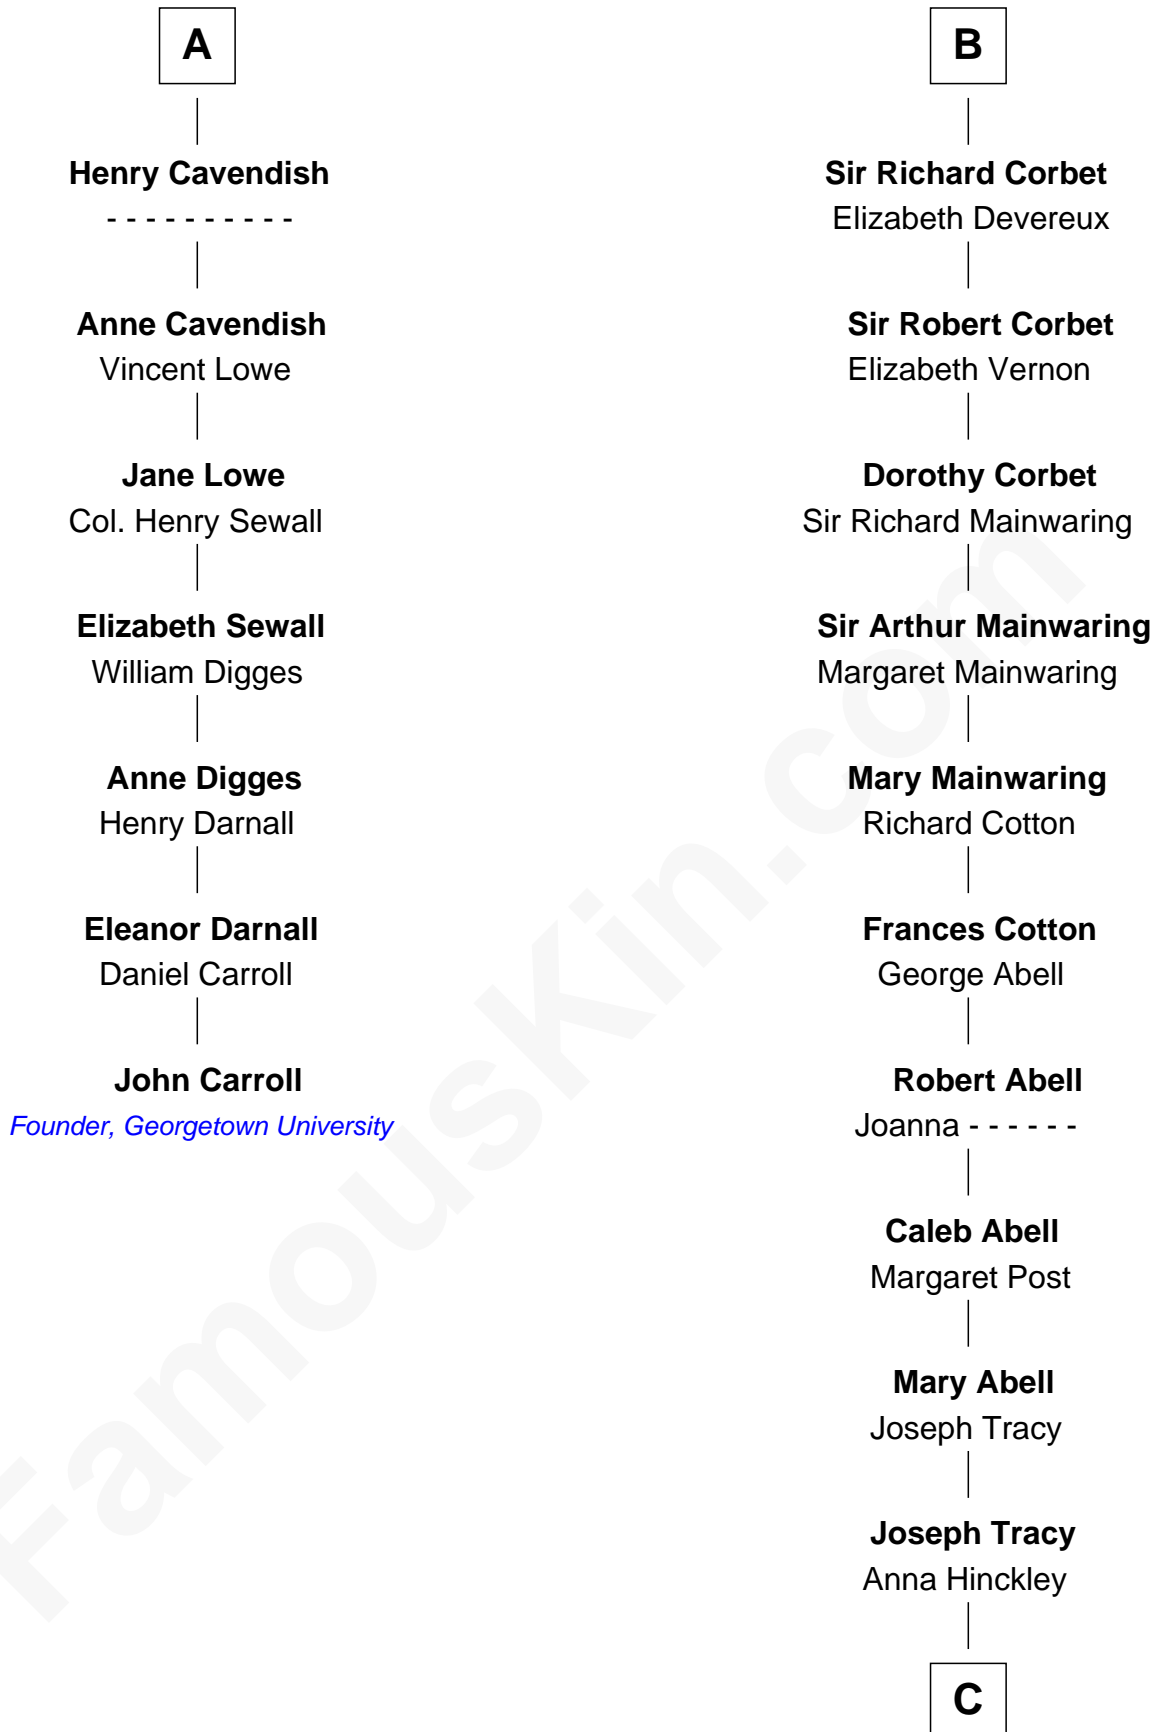 A
Henry Cavendish
- - - - - - - - - -
Anne Cavendish
Vincent Lowe
Jane Lowe
Col. Henry Sewall
Elizabeth Sewall
William Digges
Anne Digges
Henry Darnall
Eleanor Darnall
Daniel Carroll
John Carroll
Founder, Georgetown University
B
Sir Richard Corbet
Elizabeth Devereux
Sir Robert Corbet
Elizabeth Vernon
Dorothy Corbet
Sir Richard Mainwaring
Sir Arthur Mainwaring
Margaret Mainwaring
Mary Mainwaring
Richard Cotton
Frances Cotton
George Abell
Robert Abell
Joanna - - - - - -
Caleb Abell
Margaret Post
Mary Abell
Joseph Tracy
Joseph Tracy
Anna Hinckley
C
FamousKin.com